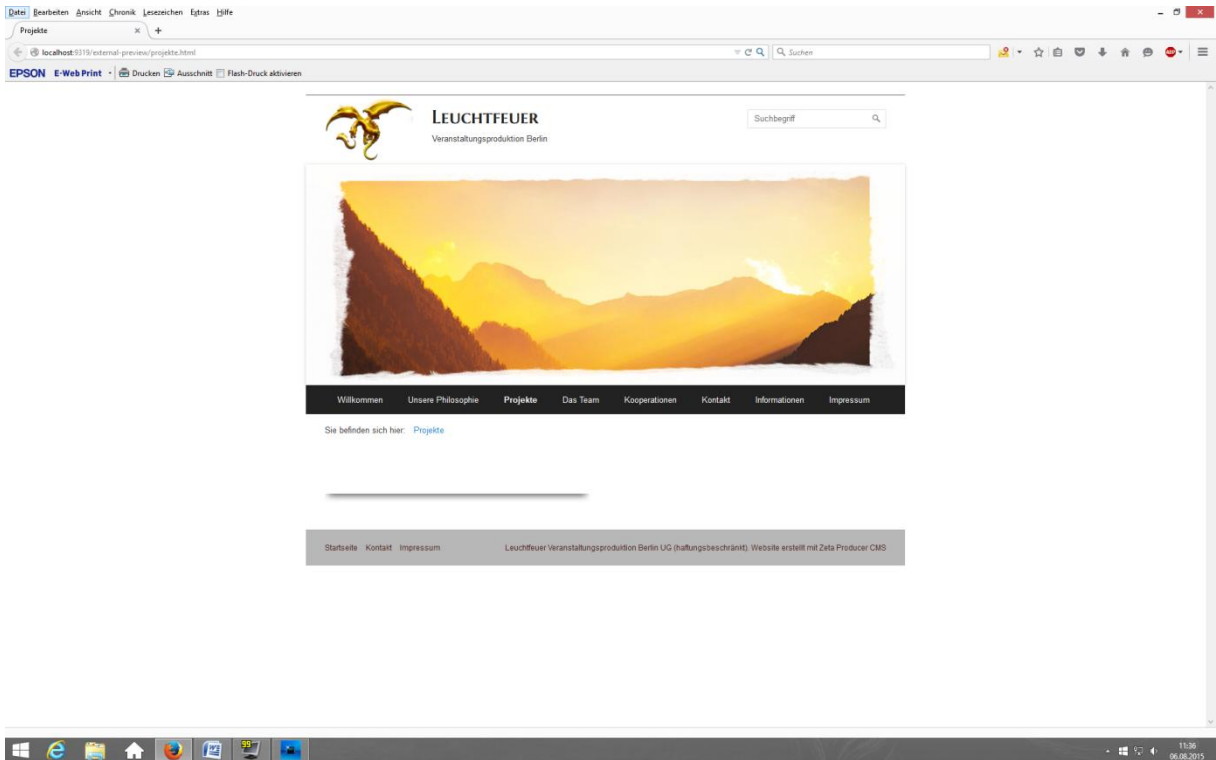 Datei Bearbeiten Ansicht Chronik Lesezeichen Extras Hilfe
Projekte
localhost:9319/external-preview/projekte.html
Suchen
ABP
EPSON E-Web Print Drucken Ausschnitt Flash-Druck aktivieren
LEUCHTFEUER
Veranstaltungsproduktion Berlin
Suchbegriff
Willkommen Unsere Philosophie Projekte Das Team Kooperationen Kontakt Informationen Impressum
Sie befinden sich hier: Projekte
Startseite Kontakt Impressum Leuchtfeuer Veranstaltungsproduktion Berlin UG (haftungsbeschränkt). Website erstellt mit Zeta Producer CMS
99
11:36
06.08.2015